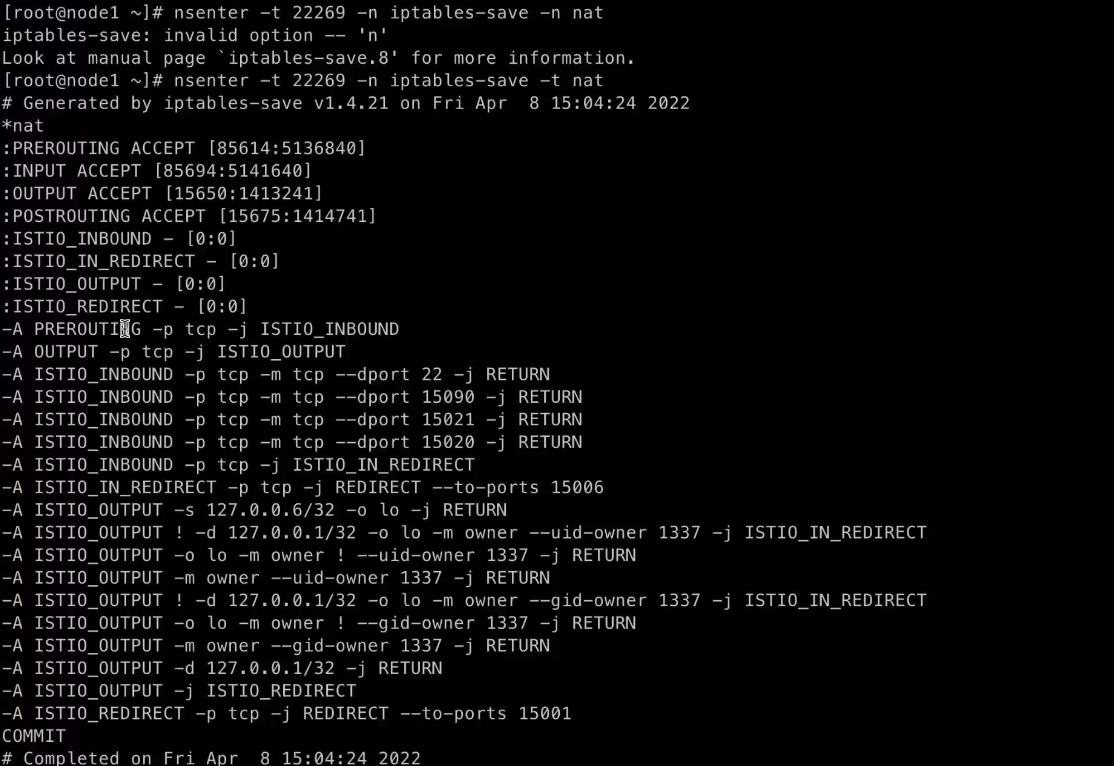 [root@node1 ~]# nsenter -t 22269 -n iptables-save -n nat
iptables-save: invalid option -- 'n'
Look at manual page `iptables-save.8' for more information.
[root@node1 ~]# nsenter -t 22269 -n iptables-save -t nat
# Generated by iptables-save v1.4.21 on Fri Apr  8 15:04:24 2022
*nat
:PREROUTING ACCEPT [85614:5136840]
:INPUT ACCEPT [85694:5141640]
:OUTPUT ACCEPT [15650:1413241]
:POSTROUTING ACCEPT [15675:1414741]
:ISTIO_INBOUND - [0:0]
:ISTIO_IN_REDIRECT - [0:0]
:ISTIO_OUTPUT - [0:0]
:ISTIO_REDIRECT - [0:0]
-A PREROUTING -p tcp -j ISTIO_INBOUND
-A OUTPUT -p tcp -j ISTIO_OUTPUT
-A ISTIO_INBOUND -p tcp -m tcp --dport 22 -j RETURN
-A ISTIO_INBOUND -p tcp -m tcp --dport 15090 -j RETURN
-A ISTIO_INBOUND -p tcp -m tcp --dport 15021 -j RETURN
-A ISTIO_INBOUND -p tcp -m tcp --dport 15020 -j RETURN
-A ISTIO_INBOUND -p tcp -j ISTIO_IN_REDIRECT
-A ISTIO_IN_REDIRECT -p tcp -j REDIRECT --to-ports 15006
-A ISTIO_OUTPUT -s 127.0.0.6/32 -o lo -j RETURN
-A ISTIO_OUTPUT ! -d 127.0.0.1/32 -o lo -m owner --uid-owner 1337 -j ISTIO_IN_REDIRECT
-A ISTIO_OUTPUT -o lo -m owner ! --uid-owner 1337 -j RETURN
-A ISTIO_OUTPUT -m owner --uid-owner 1337 -j RETURN
-A ISTIO_OUTPUT ! -d 127.0.0.1/32 -o lo -m owner --gid-owner 1337 -j ISTIO_IN_REDIRECT
-A ISTIO_OUTPUT -o lo -m owner ! --gid-owner 1337 -j RETURN
-A ISTIO_OUTPUT -m owner --gid-owner 1337 -j RETURN
-A ISTIO_OUTPUT -d 127.0.0.1/32 -j RETURN
-A ISTIO_OUTPUT -j ISTIO_REDIRECT
-A ISTIO_REDIRECT -p tcp -j REDIRECT --to-ports 15001
COMMIT
# Completed on Fri Apr  8 15:04:24 2022